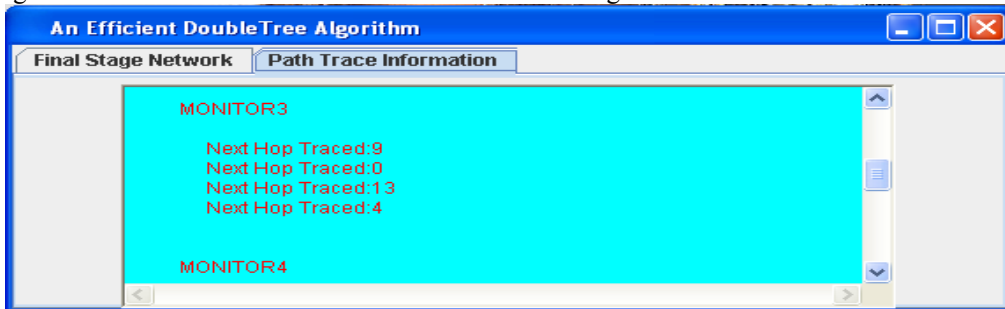 An Efficient DoubleTree Algorithm
Final Stage Network Path Trace Information
MONITOR3
Next Hop Traced:9
Next Hop Traced:0
Next Hop Traced:13
Next Hop Traced:4
MONITOR4